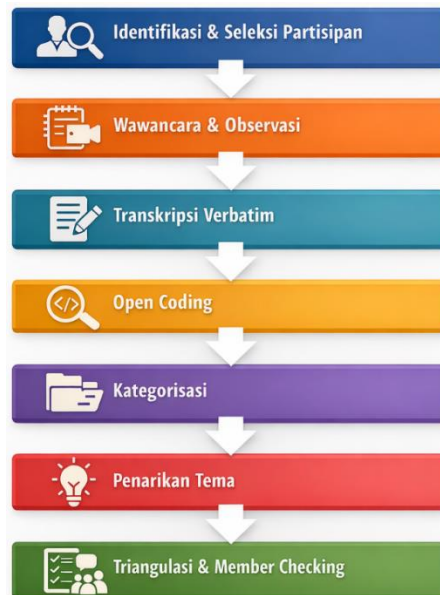 Identifikasi & Seleksi Partisipan
Wawancara & Observasi
Transkripsi Verbatim
Open Coding
Kategorisasi
Penarikan Tema
Triangulasi & Member Checking